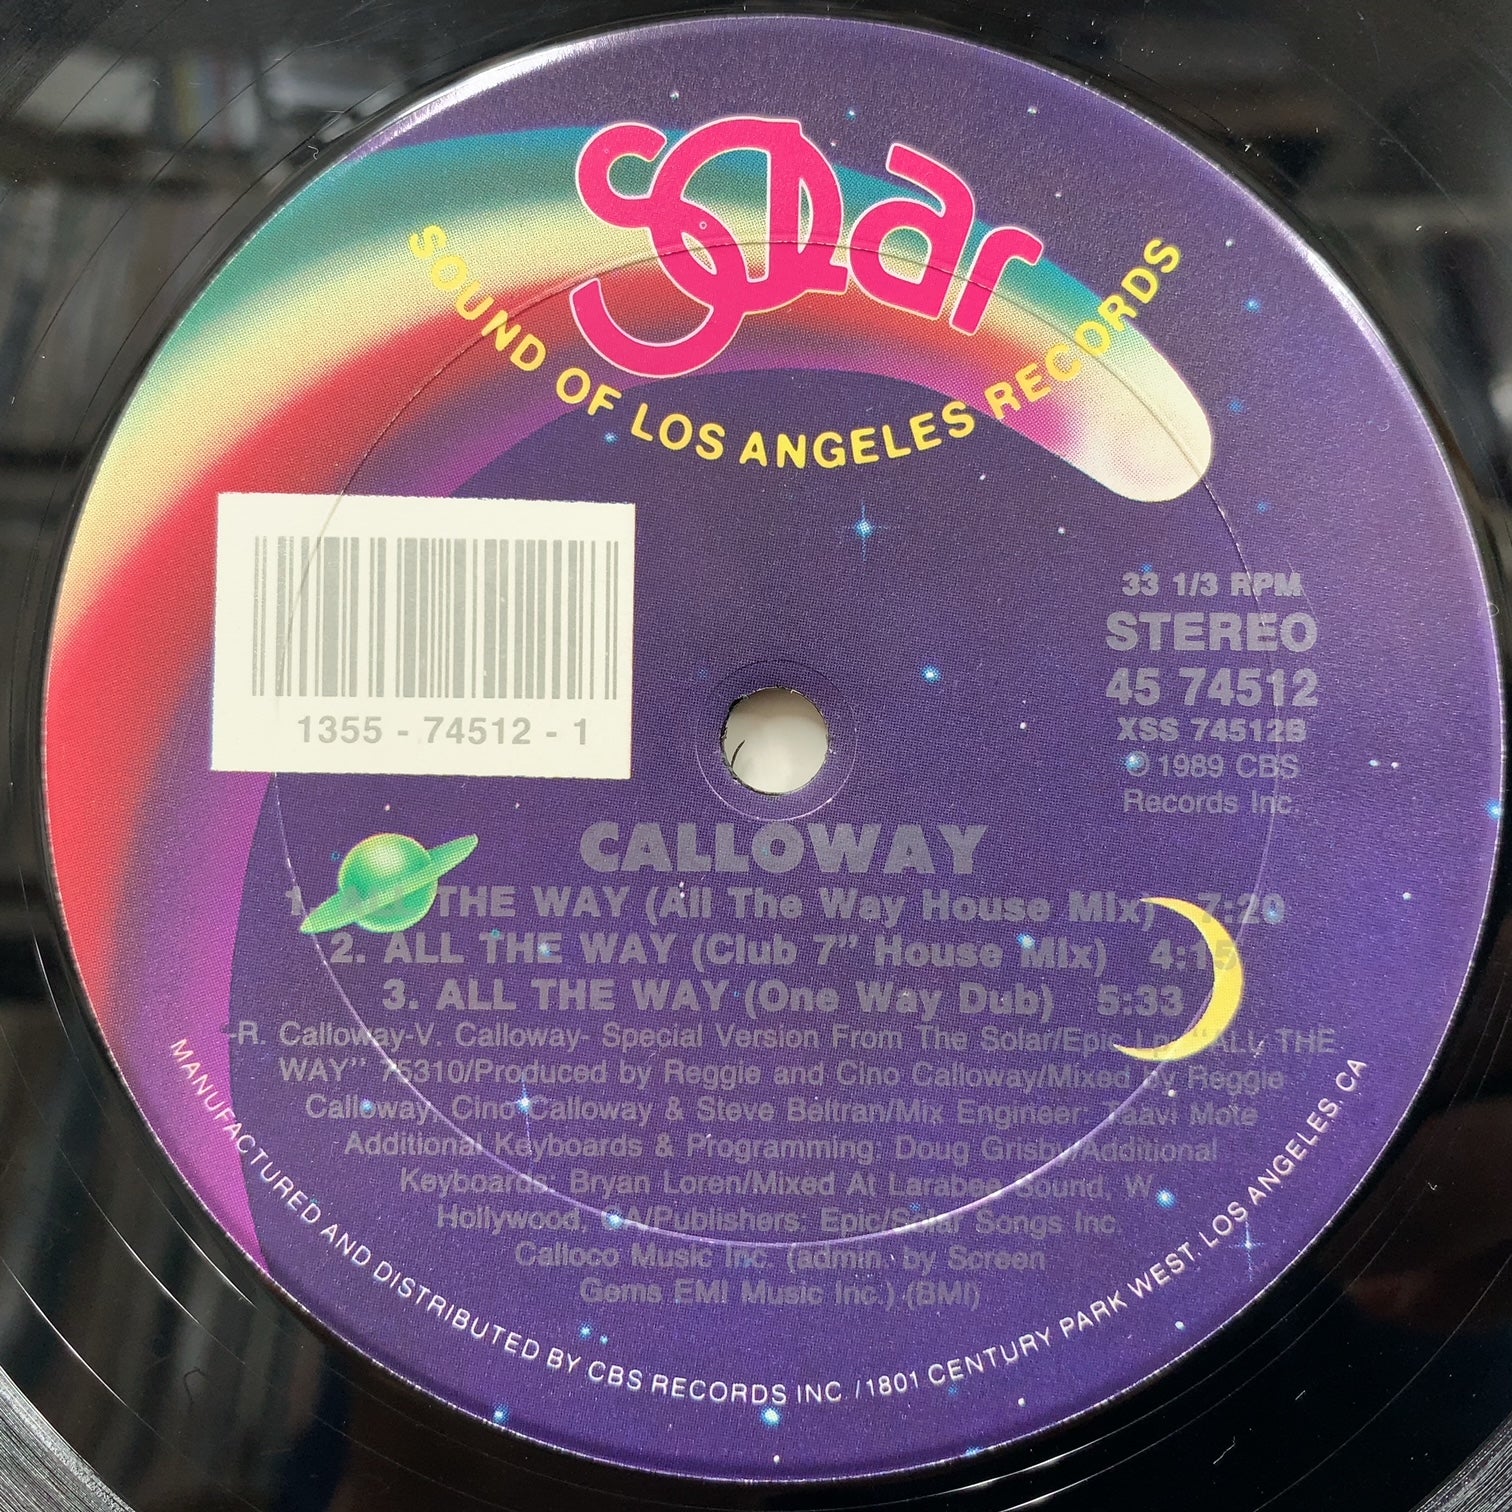 solar
SOUND OF LOS ANGELES RECORDS
1355 - 74512 - 1
33 1/3 RPM
STEREO
45 74512
XSS 74512B
℗ 1989 CBS
Records Inc.
CALLOWAY
1. ALL THE WAY (All The Way House Mix) 7:20
2. ALL THE WAY (Club 7" House Mix) 4:15
3. ALL THE WAY (One Way Dub) 5:33
-R. Calloway-V. Calloway- Special Version From The Solar/Epic Lp "ALL THE
WAY" 75310/Produced by Reggie and Cino Calloway/Mixed By Reggie
Calloway, Cino Calloway & Steve Beltran/Mix Engineer: Taavi Mote
Additional Keyboards & Programming: Doug Grisby/Additional
Keyboards: Bryan Loren/Mixed At Larabee Sound, W.
Hollywood, CA/Publishers: Epic/Solar Songs Inc.
Calloco Music Inc. (admin. by Screen
Gems EMI Music Inc.) (BMI)
MANUFACTURED AND DISTRIBUTED BY CBS RECORDS INC / 1801 CENTURY PARK WEST, LOS ANGELES, CA